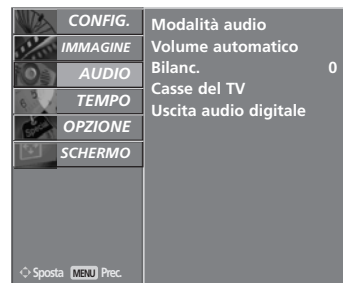 CONFIG.
IMMAGINE
AUDIO
TEMPO
OPZIONE
SCHERMO
Modalità audio
Volume automatico
Bilanc. 0
Casse del TV
Uscita audio digitale
Sposta MENU Prec.